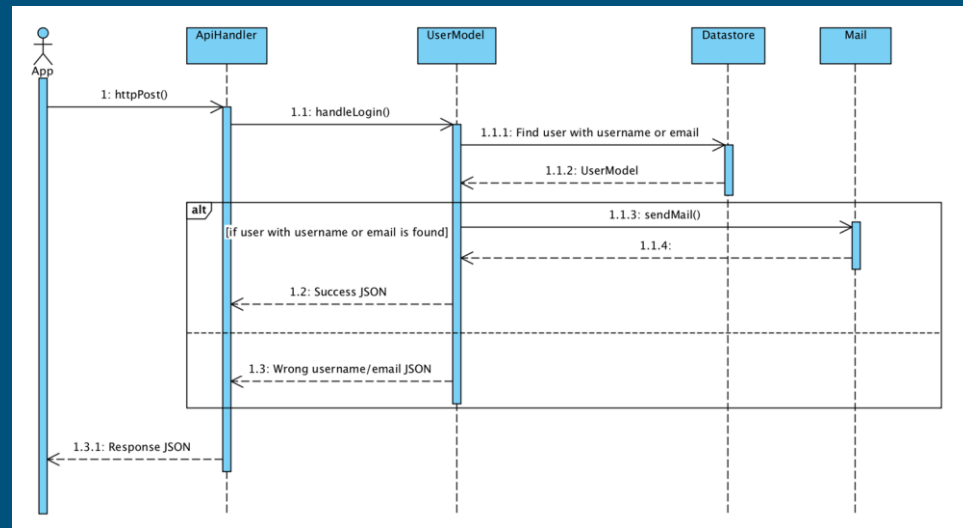 App
ApiHandler
UserModel
Datastore
Mail
1: httpPost()
1.1: handleLogin()
1.1.1: Find user with username or email
1.1.2: UserModel
alt
[if user with username or email is found]
1.1.3: sendMail()
1.1.4:
1.2: Success JSON
1.3: Wrong username/email JSON
1.3.1: Response JSON